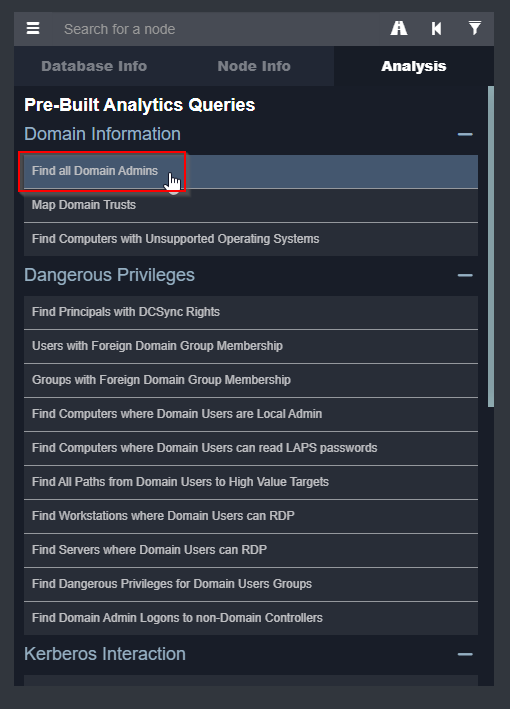 Search for a node
Database Info Node Info Analysis
Pre-Built Analytics Queries
Domain Information
Find all Domain Admins
Map Domain Trusts
Find Computers with Unsupported Operating Systems
Dangerous Privileges
Find Principals with DCSync Rights
Users with Foreign Domain Group Membership
Groups with Foreign Domain Group Membership
Find Computers where Domain Users are Local Admin
Find Computers where Domain Users can read LAPS passwords
Find All Paths from Domain Users to High Value Targets
Find Workstations where Domain Users can RDP
Find Servers where Domain Users can RDP
Find Dangerous Privileges for Domain Users Groups
Find Domain Admin Logons to non-Domain Controllers
Kerberos Interaction